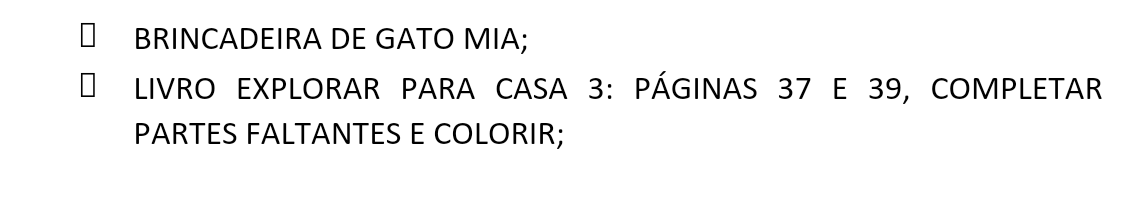 BRINCADEIRA DE GATO MIA;
LIVRO EXPLORAR PARA CASA 3: PÁGINAS 37 E 39, COMPLETAR
PARTES FALTANTES E COLORIR;